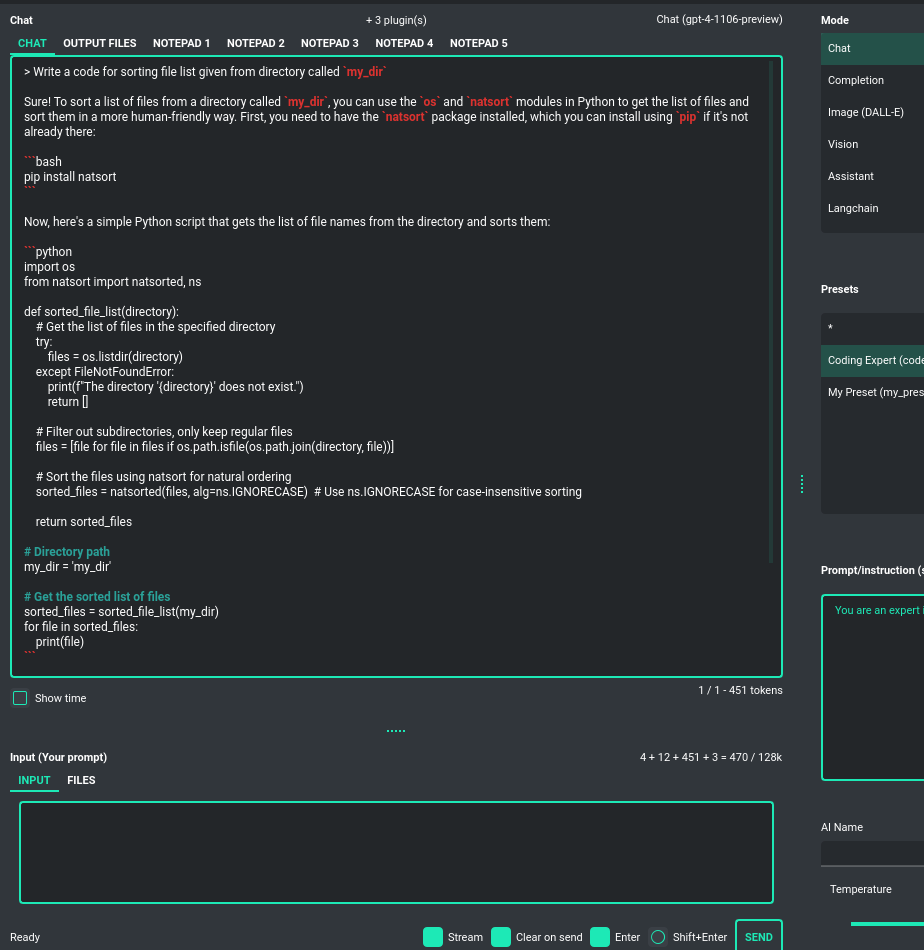 Chat
+ 3 plugin(s)
Chat (gpt-4-1106-preview)
CHAT OUTPUT FILES NOTEPAD 1 NOTEPAD 2 NOTEPAD 3 NOTEPAD 4 NOTEPAD 5
> Write a code for sorting file list given from directory called `my_dir`
Sure! To sort a list of files from a directory called `my_dir`, you can use the `os` and `natsort` modules in Python to get the list of files and
sort them in a more human-friendly way. First, you need to have the `natsort` package installed, which you can install using `pip` if it's not
already there:
```bash
pip install natsort
```
Now, here's a simple Python script that gets the list of file names from the directory and sorts them:
```python
import os
from natsort import natsorted, ns
def sorted_file_list(directory):
    # Get the list of files in the specified directory
    try:
        files = os.listdir(directory)
    except FileNotFoundError:
        print(f"The directory '{directory}' does not exist.")
        return []
    # Filter out subdirectories, only keep regular files
    files = [file for file in files if os.path.isfile(os.path.join(directory, file))]
    # Sort the files using natsort for natural ordering
    sorted_files = natsorted(files, alg=ns.IGNORECASE)  # Use ns.IGNORECASE for case-insensitive sorting
    return sorted_files
# Directory path
my_dir = 'my_dir'
# Get the sorted list of files
sorted_files = sorted_file_list(my_dir)
for file in sorted_files:
    print(file)
```
Show time
1 / 1 - 451 tokens
Input (Your prompt)
4 + 12 + 451 + 3 = 470 / 128k
INPUT FILES
Ready
Stream
Clear on send
Enter
Shift+Enter
SEND
Mode
Chat
Completion
Image (DALL-E)
Vision
Assistant
Langchain
Presets
*
Coding Expert (code
My Preset (my_pres
Prompt/instruction (s
You are an expert i
AI Name
Temperature